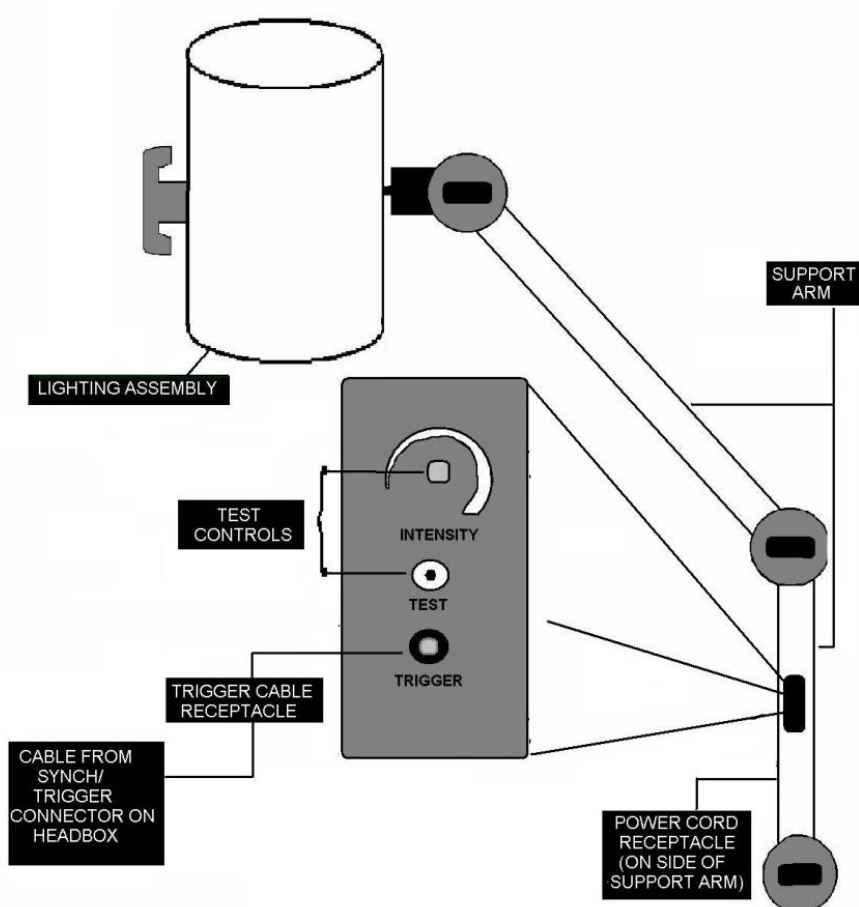 SUPPORT
ARM
LIGHTING ASSEMBLY
TEST
CONTROLS
INTENSITY
TEST
TRIGGER
TRIGGER CABLE
RECEPTACLE
CABLE FROM
SYNCH/
TRIGGER
CONNECTOR ON
HEADBOX
POWER CORD
RECEPTACLE
(ON SIDE OF
SUPPORT ARM)